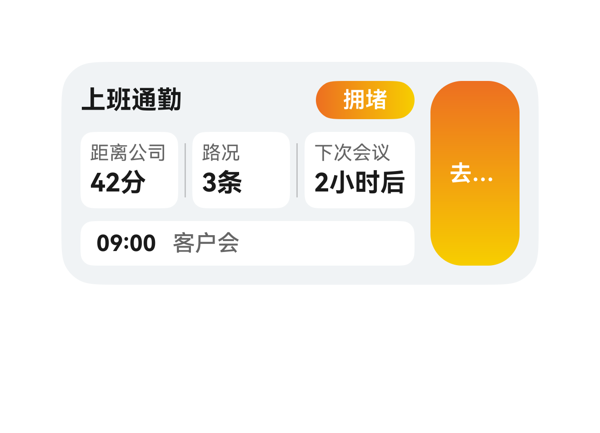 上班通勤
拥堵
距离公司
42分
路况
3条
下次会议
2小时后
09:00 客户会
去...